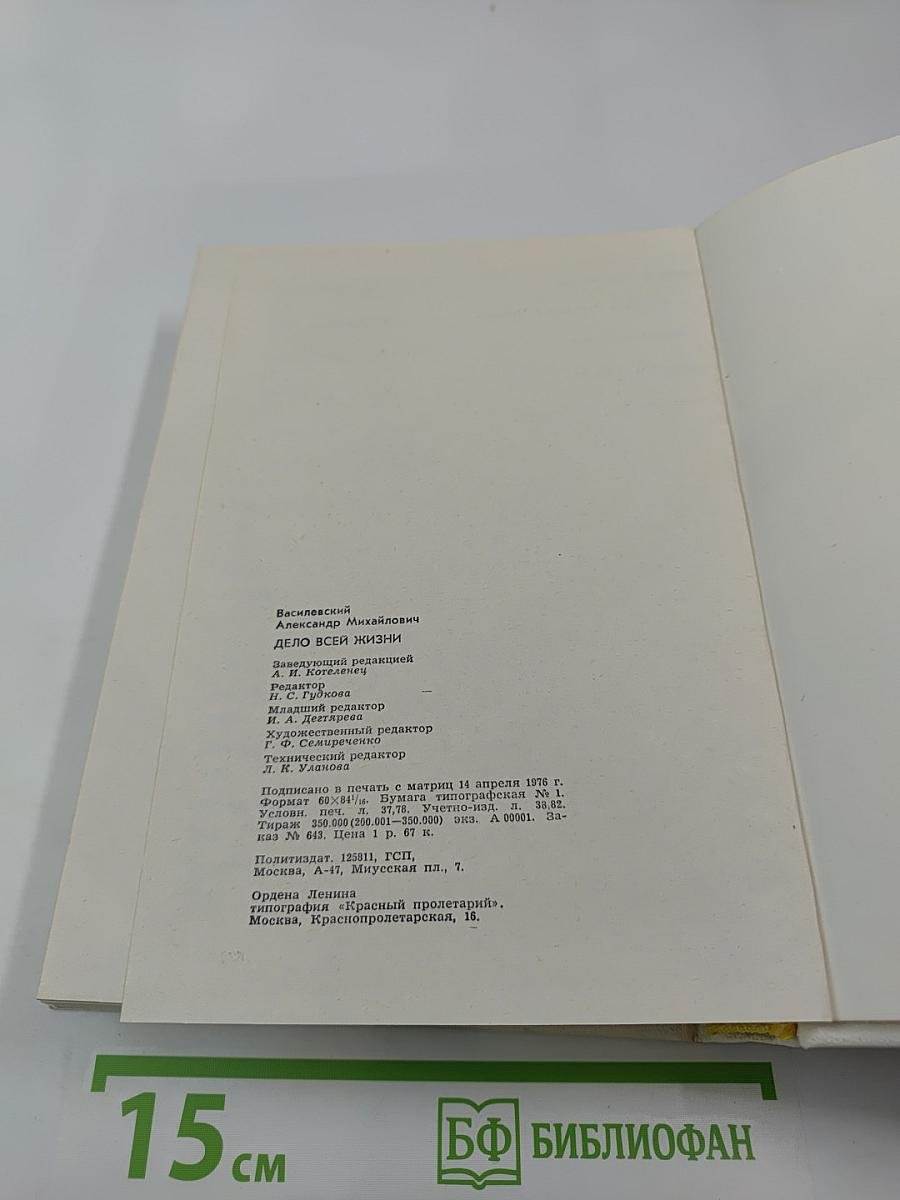 Василевский
Александр Михайлович
ДЕЛО ВСЕЙ ЖИЗНИ
Заведующий редакцией
А. И. Котеленец
Редактор
Н. С. Гудкова
Младший редактор
И. А. Дегтярева
Художественный редактор
Г. Ф. Семиреченко
Технический редактор
Л. К. Уланова
Подписано в печать с матриц 14 апреля 1976 г.
Формат 60×84¹/₁₆. Бумага типографская № 1.
Условн. печ. л. 37,78. Учетно-изд. л. 38,82.
Тираж 350.000 (200.001—350.000) экз. А 00001. За-
каз № 643. Цена 1 р. 67 к.
Политиздат. 125811, ГСП,
Москва, А-47, Миусская пл., 7.
Ордена Ленина
типография «Красный пролетарий».
Москва, Краснопролетарская, 16.
15 см
БФ БИБЛИОФАН